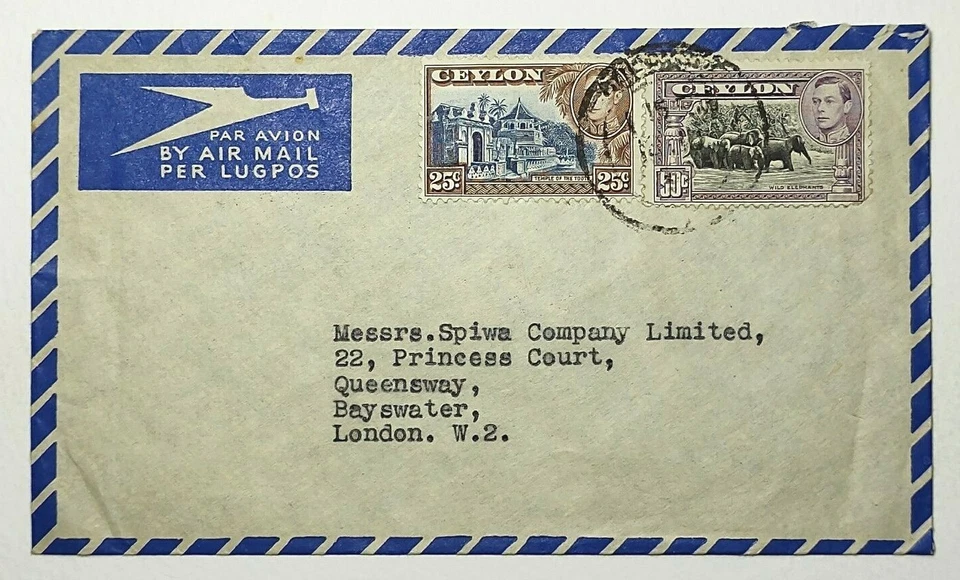 PAR AVION
BY AIR MAIL
PER LUGPOS
CEYLON
25c
TEMPLE OF THE TOOTH
25c
CEYLON
50c
WILD ELEPHANTS
Messrs.Spiwa Company Limited,
22, Princess Court,
Queensway,
Bayswater,
London. W.2.